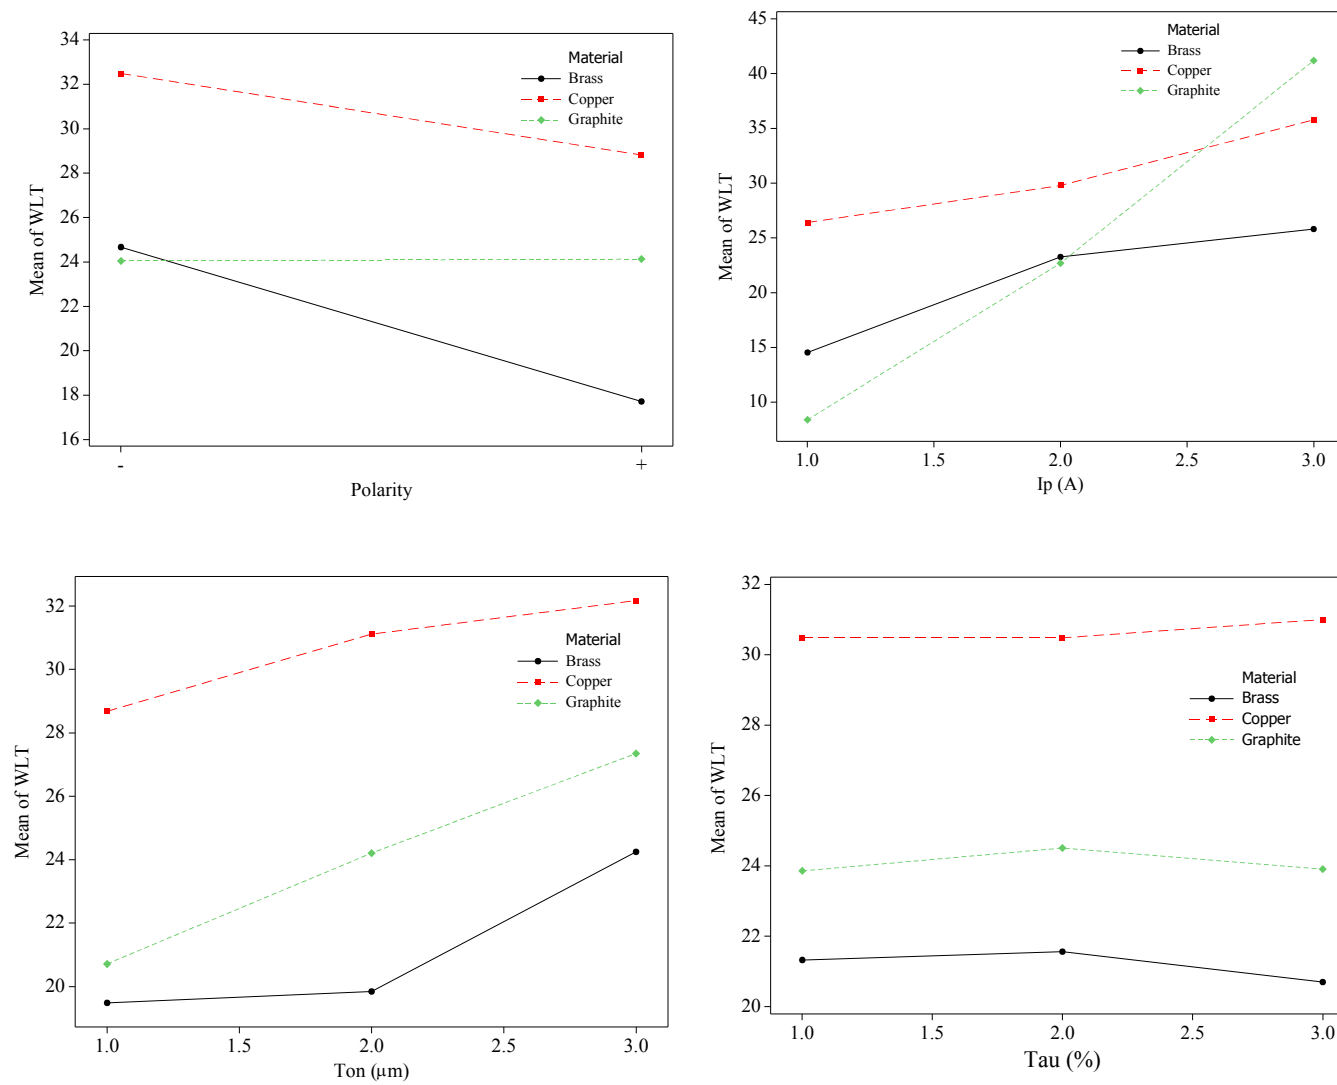 34
32
30
28
26
24
22
20
18
16
Mean of WLT
Material
Brass
Copper
Graphite
-
+
Polarity
45
40
35
30
25
20
15
10
Mean of WLT
Material
Brass
Copper
Graphite
1.0 1.5 2.0 2.5 3.0
Ip (A)
32
30
28
26
24
22
20
Mean of WLT
Material
Brass
Copper
Graphite
1.0 1.5 2.0 2.5 3.0
Ton (μm)
32
30
28
26
24
22
20
Mean of WLT
Material
Brass
Copper
Graphite
1.0 1.5 2.0 2.5 3.0
Tau (%)